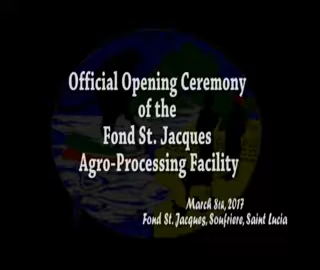 Official Opening Ceremony
of the
Fond St. Jacques
Agro-Processing Facility
March 8th, 2017
Fond St. Jacques, Soufriere, Saint Lucia